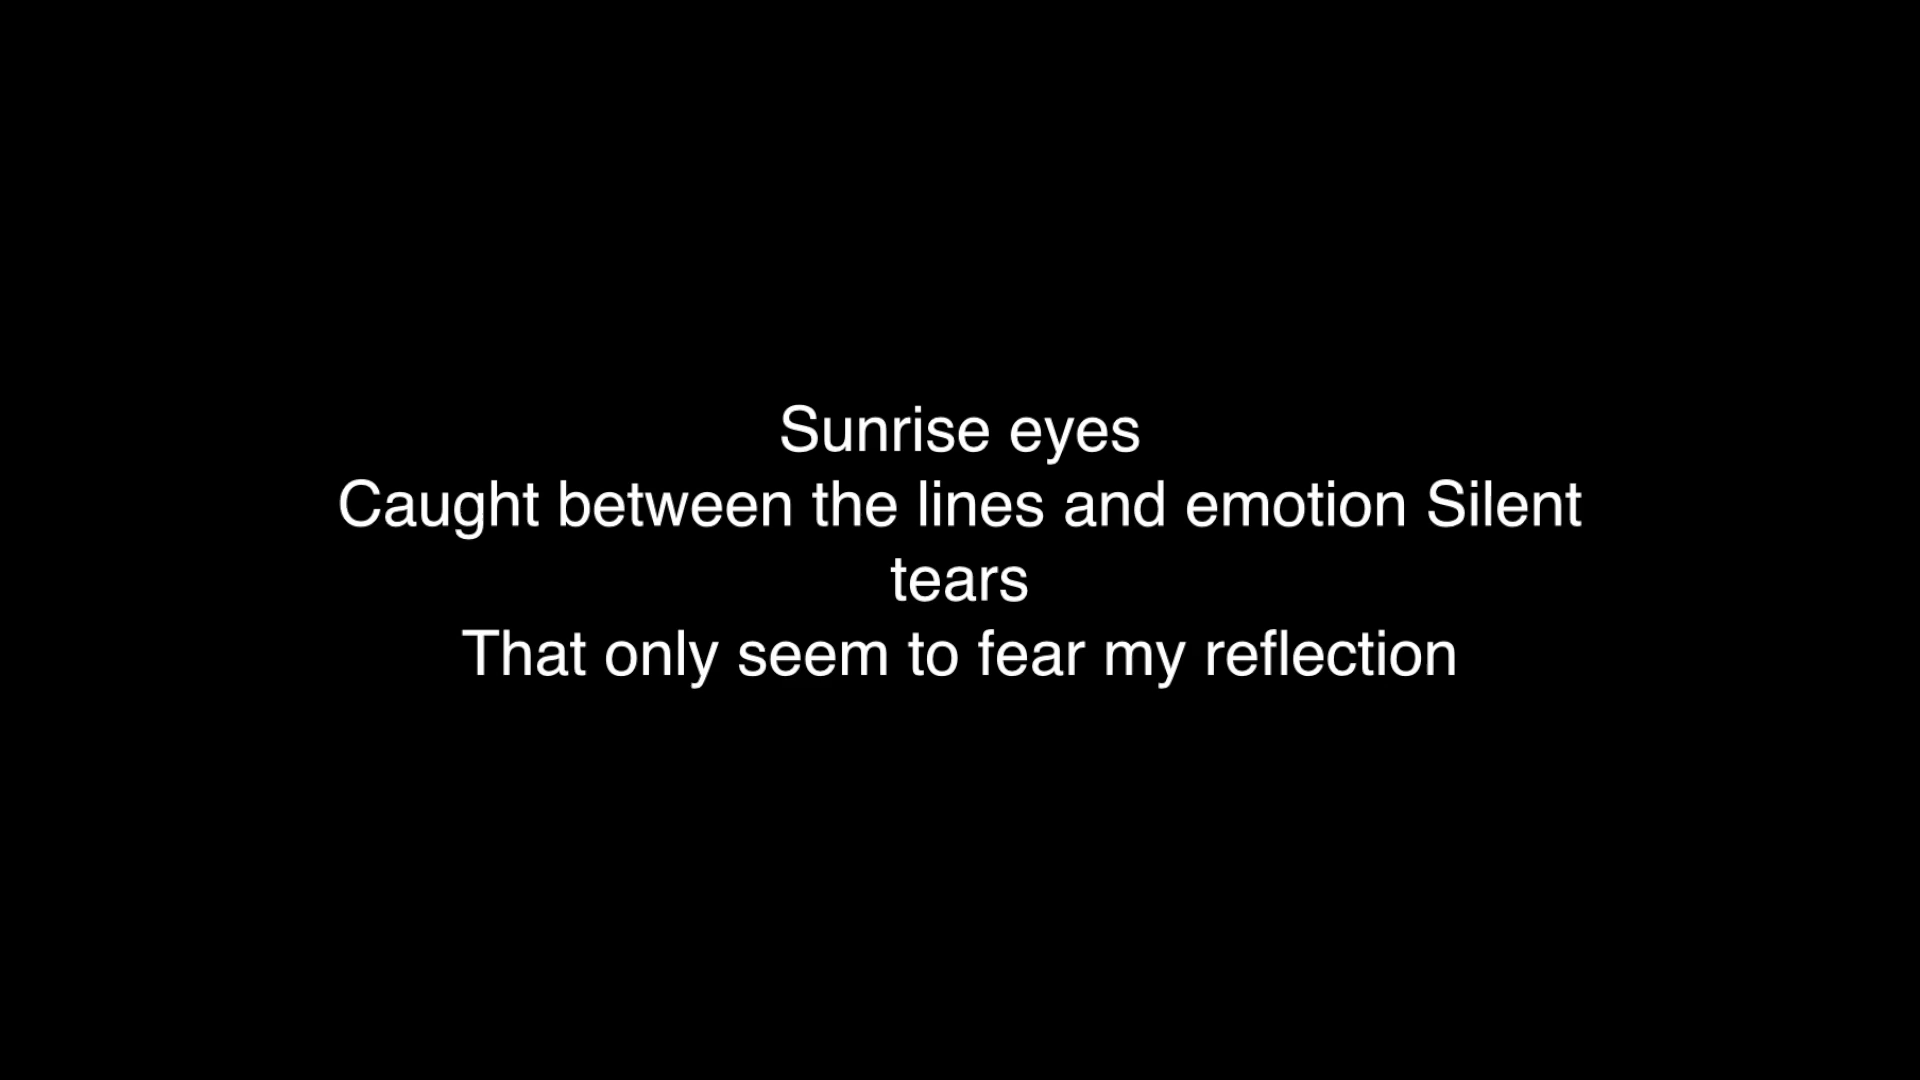 Sunrise eyes
Caught between the lines and emotion Silent
tears
That only seem to fear my reflection